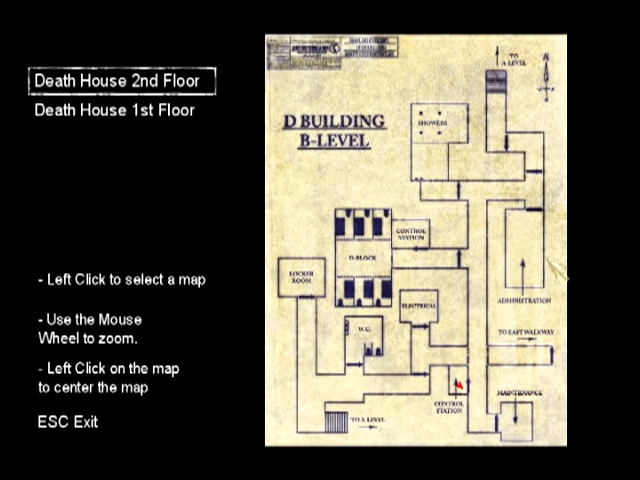 Death House 2nd Floor
Death House 1st Floor
- Left Click to select a map
- Use the Mouse
Wheel to zoom.
- Left Click on the map
to center the map
ESC Exit
D BUILDING
B-LEVEL
TO
A-LEVEL
SHOWERS
CONTROL
STATION
D-BLOCK
LOCKER
ROOM
ELECTRICAL
W.C.
ADMINISTRATION
TO EAST WALKWAY
MAINTENANCE
CONTROL
STATION
TO A-LEVEL